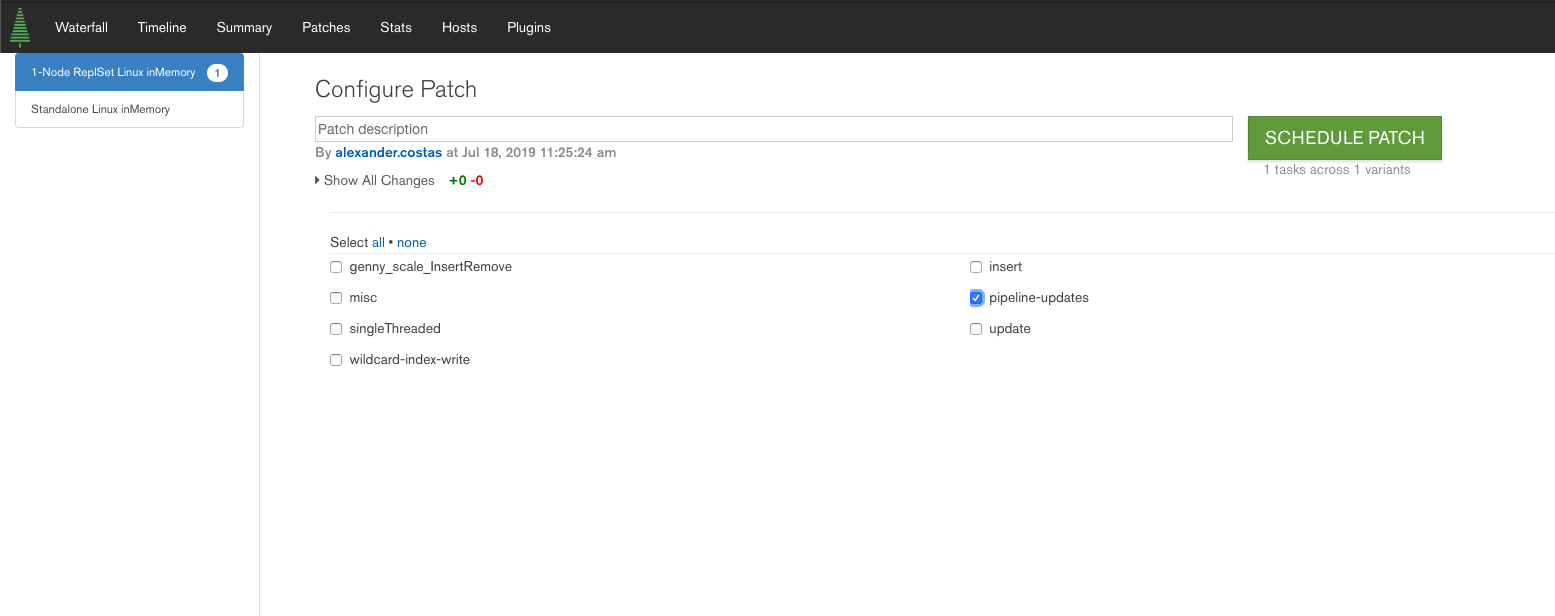 Waterfall Timeline Summary Patches Stats Hosts Plugins
1-Node ReplSet Linux inMemory 1
Standalone Linux inMemory
Configure Patch
Patch description
SCHEDULE PATCH
By alexander.costas at Jul 18, 2019 11:25:24 am
1 tasks across 1 variants
Show All Changes +0 -0
Select all • none
genny_scale_InsertRemove insert
misc pipeline-updates
singleThreaded update
wildcard-index-write